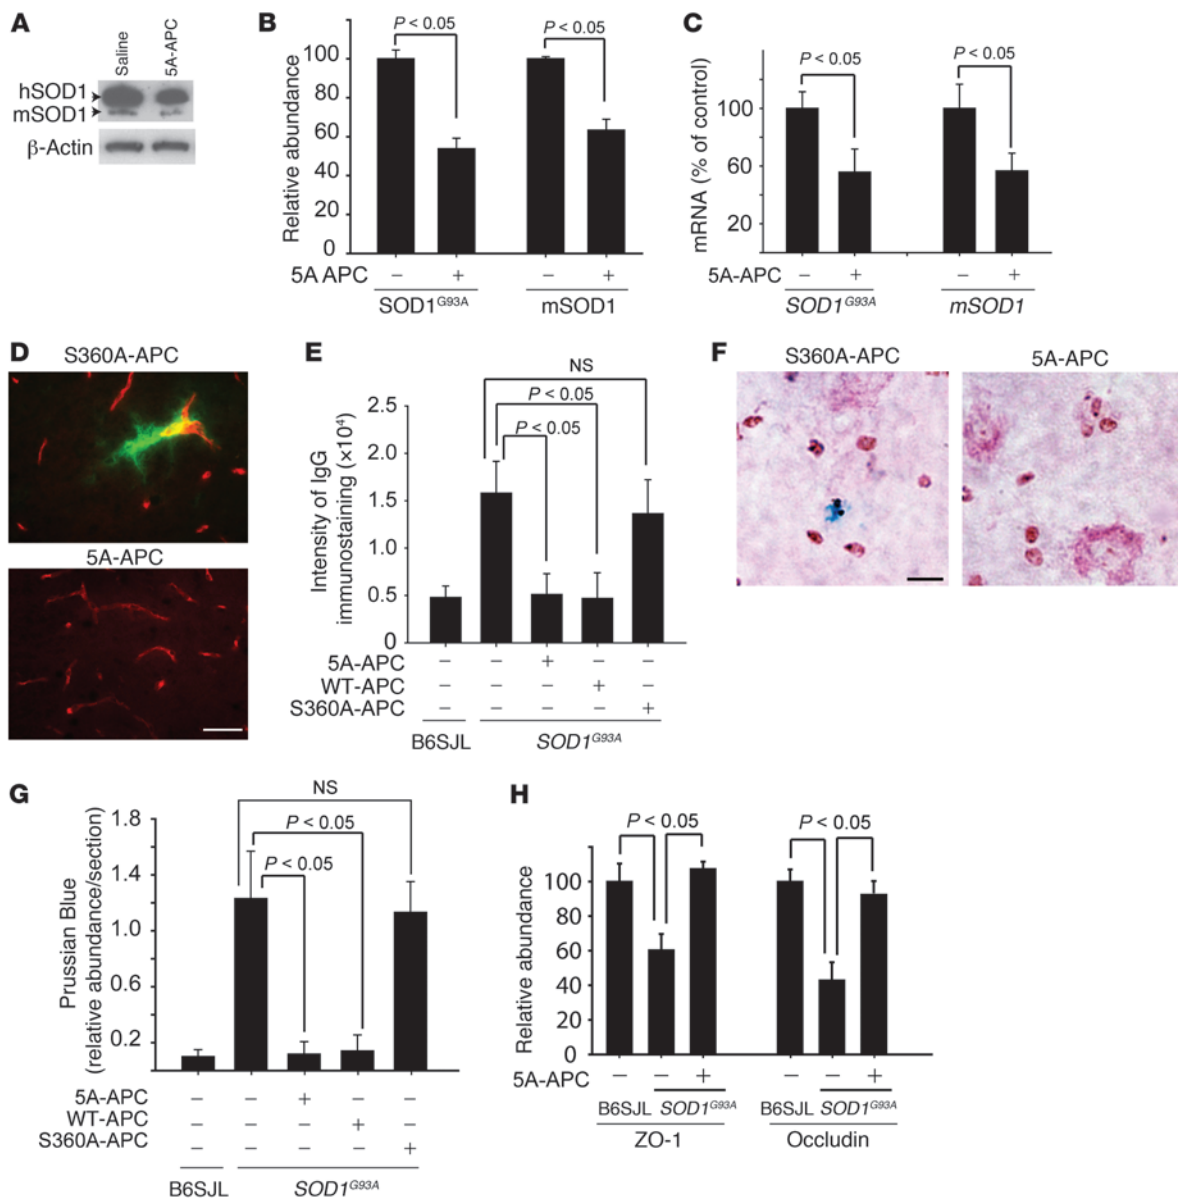 A
Saline
5A-APC
hSOD1
mSOD1
β-Actin
B
P < 0.05
P < 0.05
Relative abundance
100
80
60
40
20
0
5A APC
− + − +
SOD1G93A
mSOD1
C
P < 0.05
P < 0.05
mRNA (% of control)
100
60
20
5A-APC
− + − +
SOD1G93A
mSOD1
D
S360A-APC
5A-APC
E
NS
P < 0.05
P < 0.05
Intensity of IgG
immunostaining (×10⁴)
2.5
2.0
1.5
1.0
0.5
0
5A-APC − − + − −
WT-APC − − − + −
S360A-APC − − − − +
B6SJL
SOD1G93A
F
S360A-APC
5A-APC
G
NS
P < 0.05
P < 0.05
Prussian Blue
(relative abundance/section)
1.8
1.4
1.0
0.6
0.2
5A-APC − − + − −
WT-APC − − − + −
S360A-APC − − − − +
B6SJL
SOD1G93A
H
P < 0.05
P < 0.05
Relative abundance
100
80
60
40
20
0
5A-APC − − + − − +
B6SJL SOD1G93A B6SJL SOD1G93A
ZO-1
Occludin